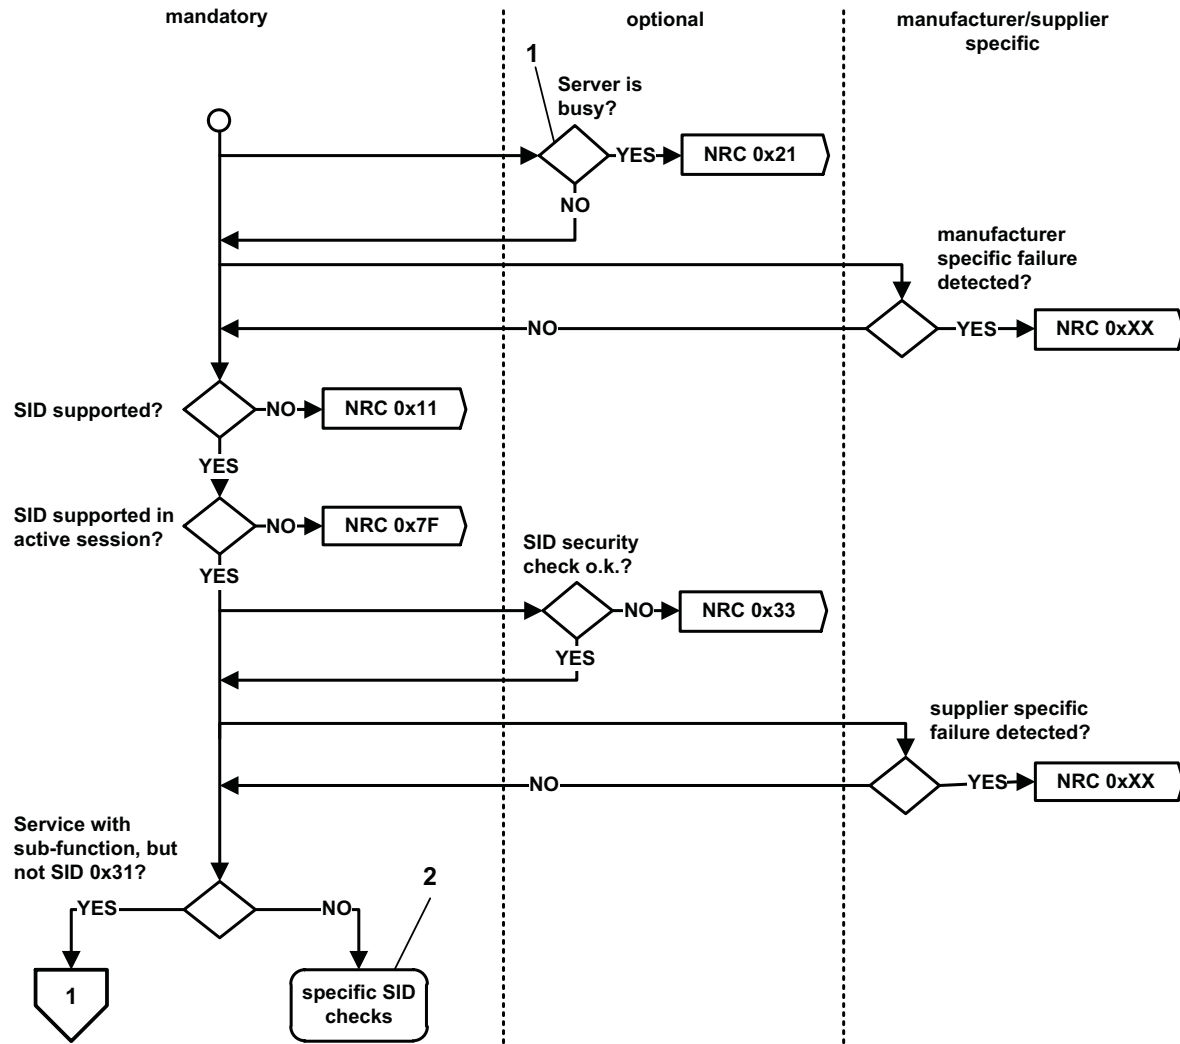 mandatory
optional
manufacturer/supplier
specific
1
Server is
busy?
YES
NRC 0x21
NO
manufacturer
specific failure
detected?
NO
YES
NRC 0xXX
SID supported?
NO
NRC 0x11
YES
SID supported in
active session?
NO
NRC 0x7F
YES
SID security
check o.k.?
NO
NRC 0x33
YES
supplier specific
failure detected?
NO
YES
NRC 0xXX
Service with
sub-function, but
not SID 0x31?
YES
NO
2
1
specific SID
checks